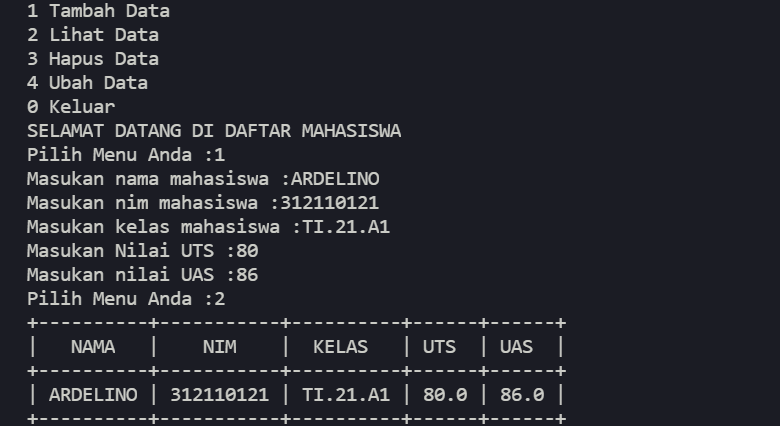 1 Tambah Data
2 Lihat Data
3 Hapus Data
4 Ubah Data
0 Keluar
SELAMAT DATANG DI DAFTAR MAHASISWA
Pilih Menu Anda :1
Masukan nama mahasiswa :ARDELINO
Masukan nim mahasiswa :312110121
Masukan kelas mahasiswa :TI.21.A1
Masukan Nilai UTS :80
Masukan nilai UAS :86
Pilih Menu Anda :2
+----------+-----------+----------+------+------+
|   NAMA   |    NIM    |  KELAS   | UTS  | UAS  |
+----------+-----------+----------+------+------+
| ARDELINO | 312110121 | TI.21.A1 | 80.0 | 86.0 |
+----------+-----------+----------+------+------+